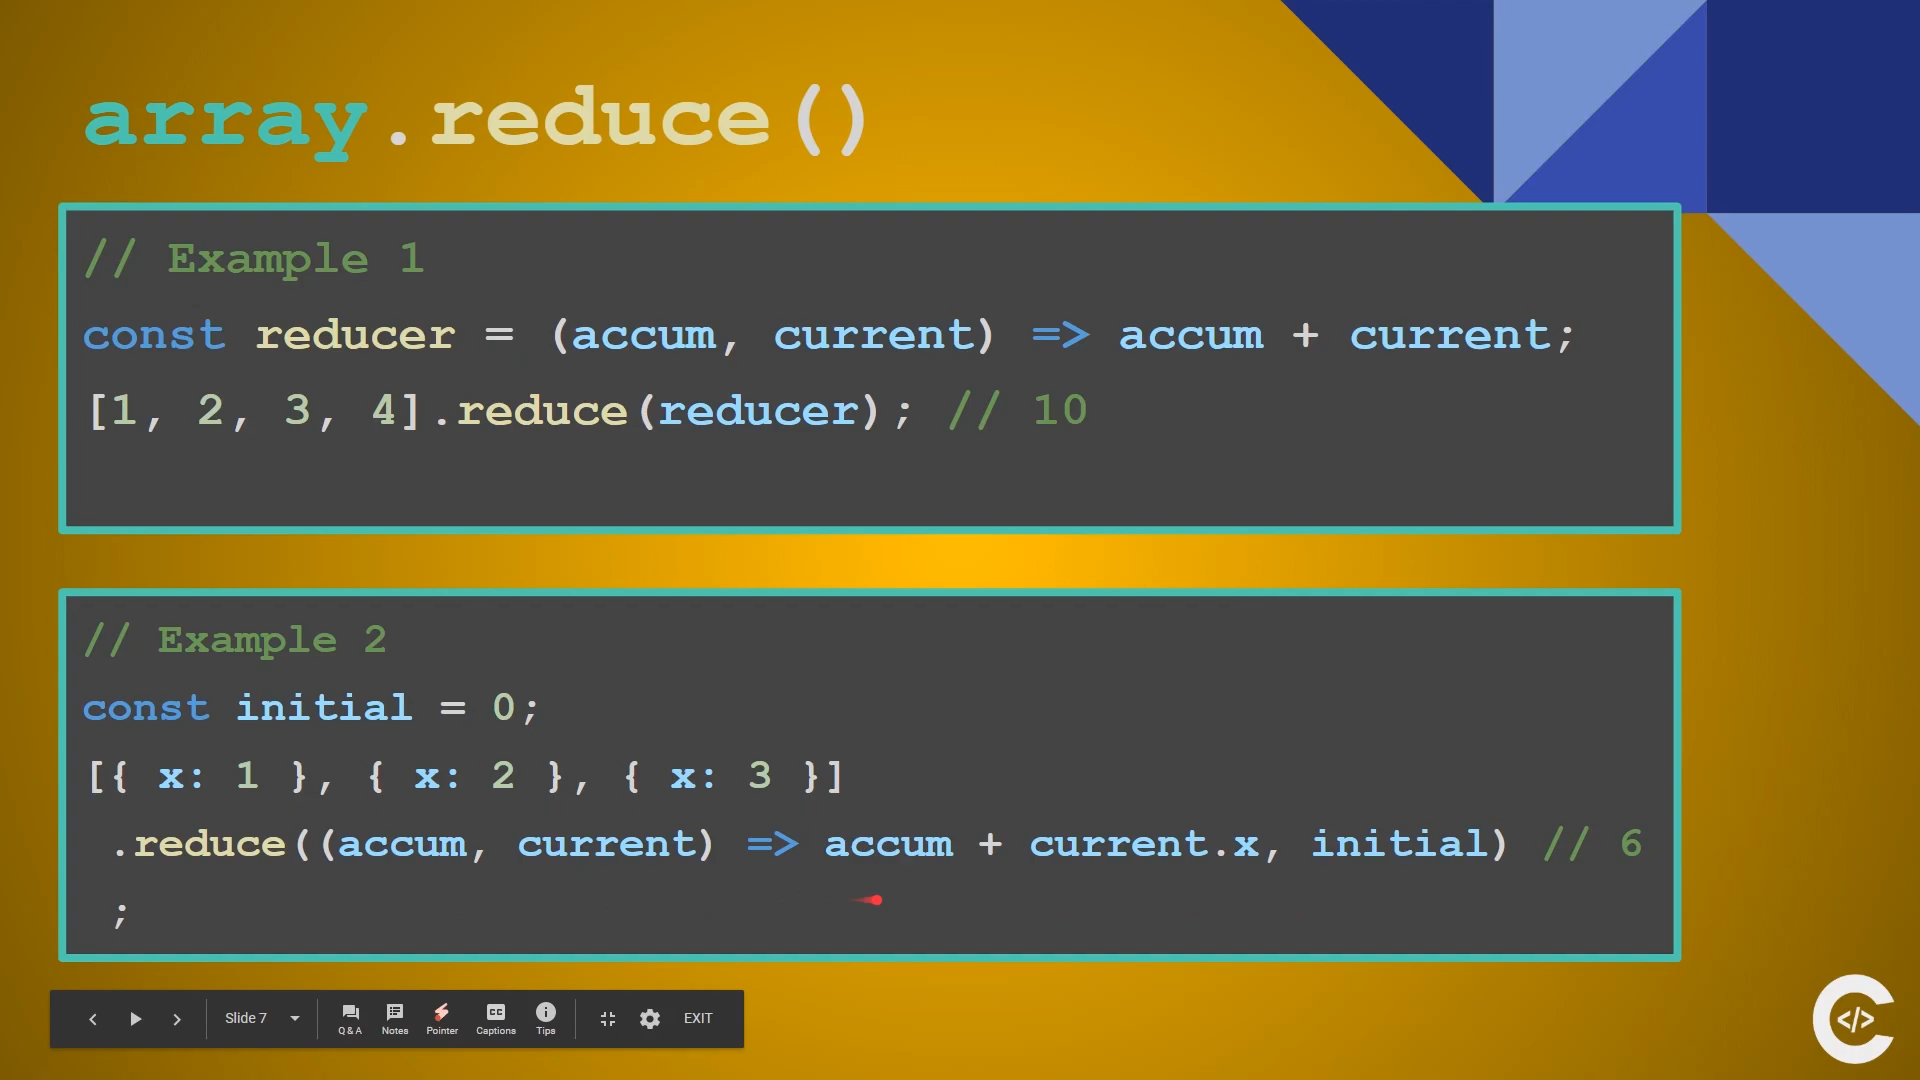 array.reduce()
// Example 1
const reducer = (accum, current) => accum + current;
[1, 2, 3, 4].reduce(reducer); // 10
// Example 2
const initial = 0;
[{ x: 1 }, { x: 2 }, { x: 3 }]
.reduce((accum, current) => accum + current.x, initial) // 6
;
Slide 7 Q & A Notes Pointer CC Captions Tips EXIT
C </>